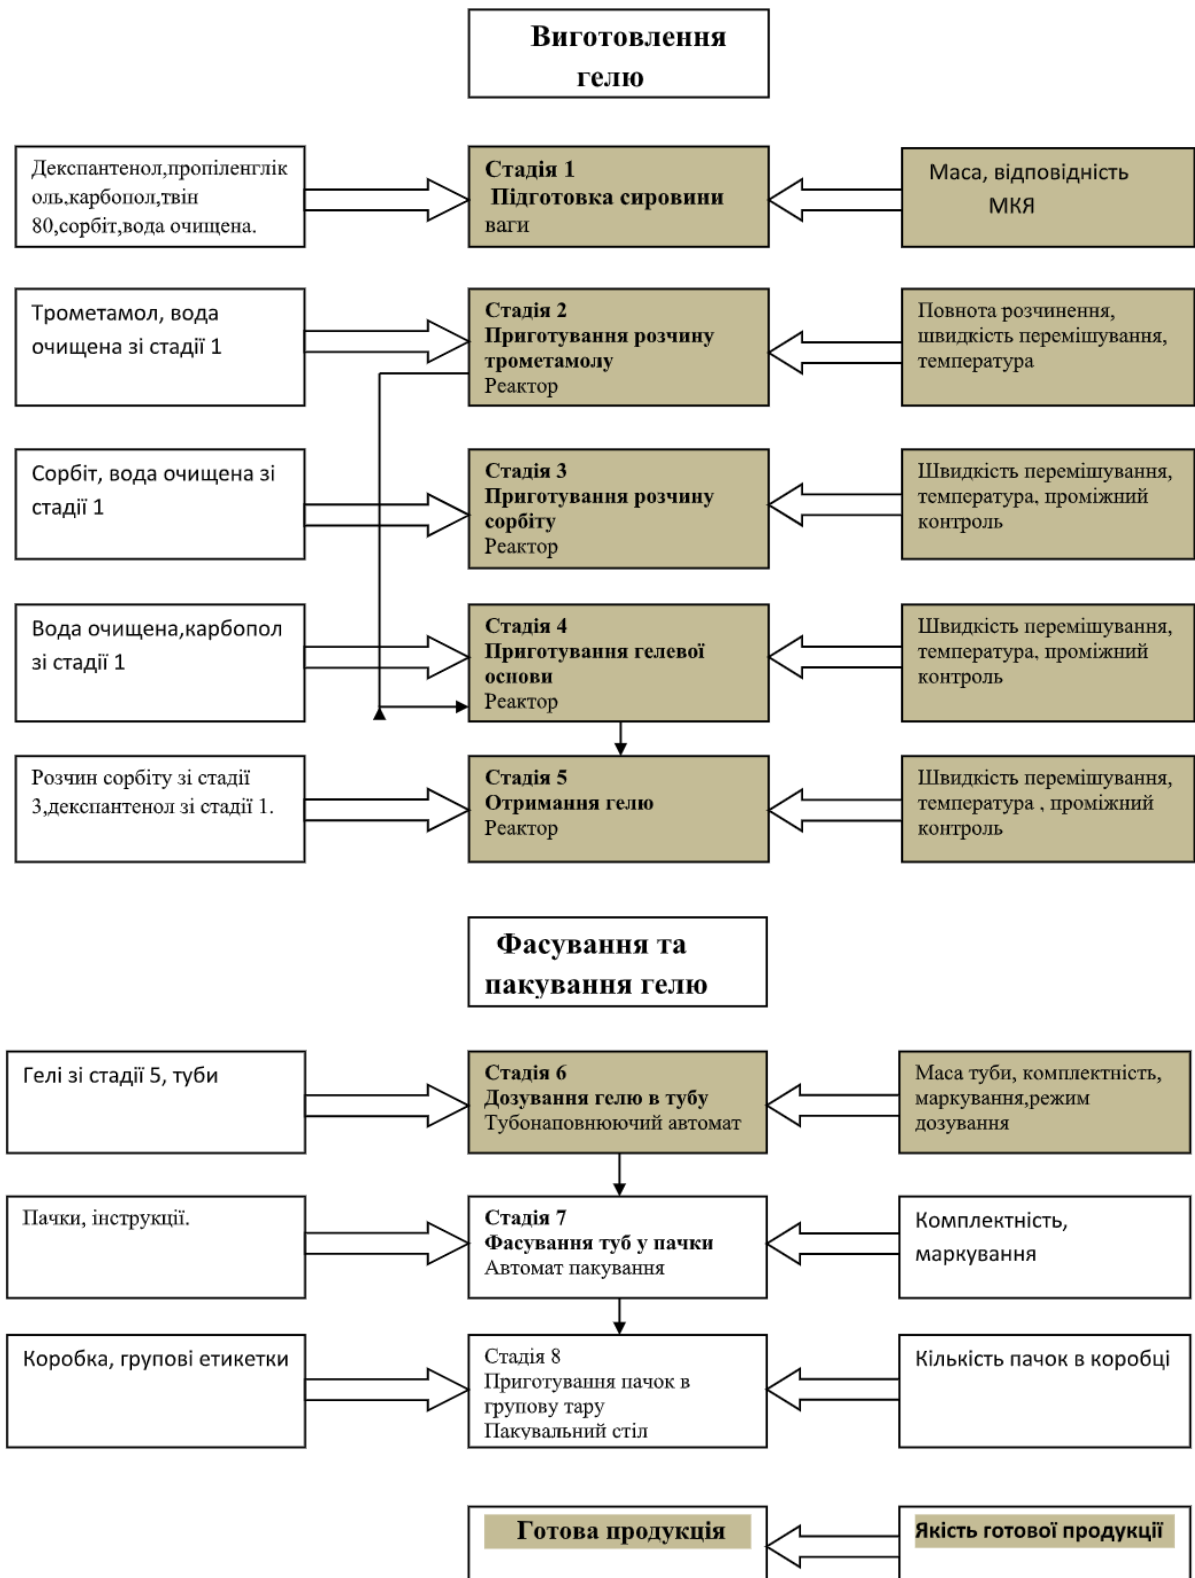 Виготовлення
гелю
Декспантенол,пропіленглік
оль,карбопол,твін
80,сорбіт,вода очищена.
Стадія 1
Підготовка сировини
ваги
Маса, відповідність
МКЯ
Трометамол, вода
очищена зі стадії 1
Стадія 2
Приготування розчину
трометамолу
Реактор
Повнота розчинення,
швидкість перемішування,
температура
Сорбіт, вода очищена зі
стадії 1
Стадія 3
Приготування розчину
сорбіту
Реактор
Швидкість перемішування,
температура, проміжний
контроль
Вода очищена,карбопол
зі стадії 1
Стадія 4
Приготування гелевої
основи
Реактор
Швидкість перемішування,
температура, проміжний
контроль
Розчин сорбіту зі стадії
3,декспантенол зі стадії 1.
Стадія 5
Отримання гелю
Реактор
Швидкість перемішування,
температура , проміжний
контроль
Фасування та
пакування гелю
Гелі зі стадії 5, туби
Стадія 6
Дозування гелю в тубу
Тубонаповнюючий автомат
Маса туби, комплектність,
маркування,режим
дозування
Пачки, інструкції.
Стадія 7
Фасування туб у пачки
Автомат пакування
Комплектність,
маркування
Коробка, групові етикетки
Стадія 8
Приготування пачок в
групову тару
Пакувальний стіл
Кількість пачок в коробці
Готова продукція
Якість готової продукції